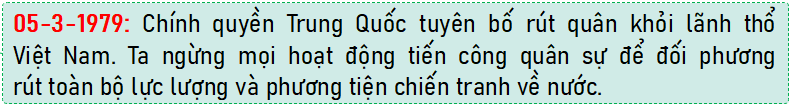 05-3-1979: Chính quyền Trung Quốc tuyên bố rút quân khỏi lãnh thổ
Việt Nam. Ta ngừng mọi hoạt động tiến công quân sự để đối phương
rút toàn bộ lực lượng và phương tiện chiến tranh về nước.